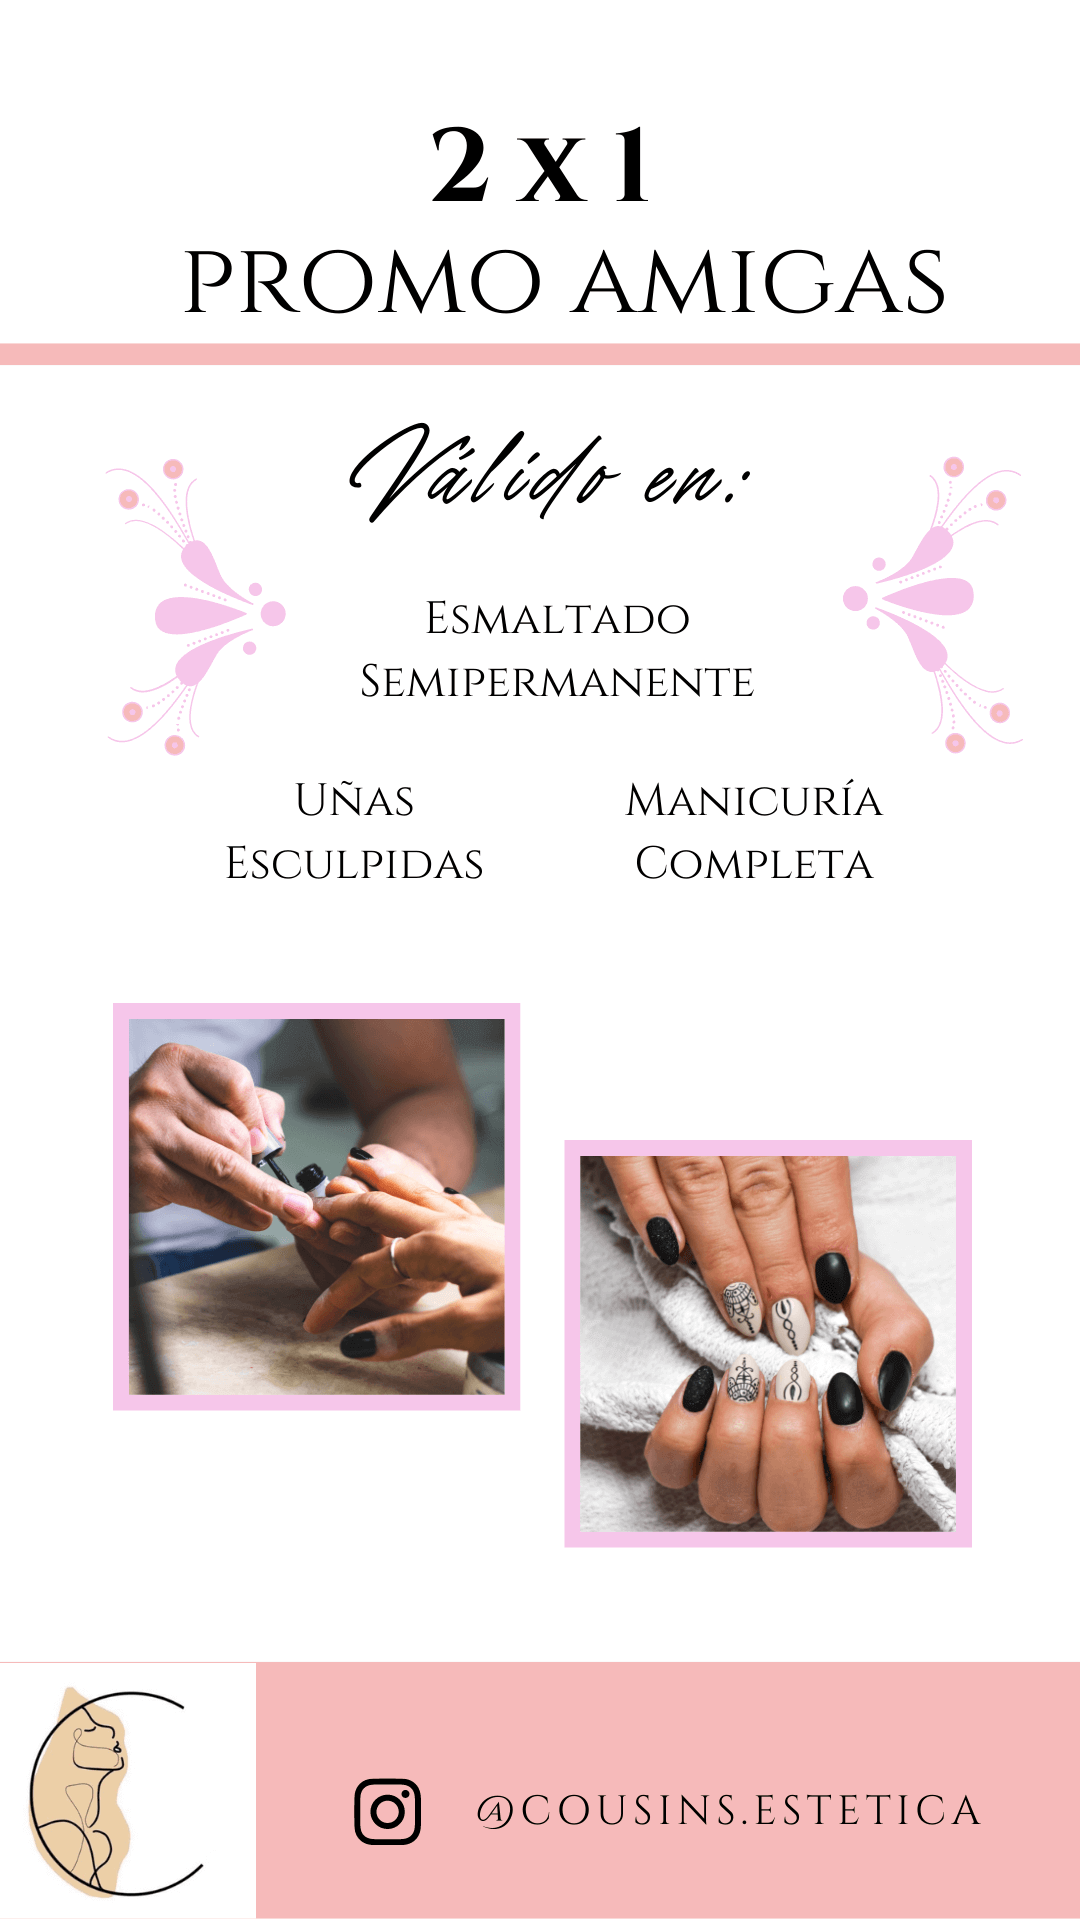 2 x 1
PROMO AMIGAS
Válido en:
Esmaltado
Semipermanente
Uñas
Esculpidas
Manicuría
Completa
@COUSINS.ESTETICA